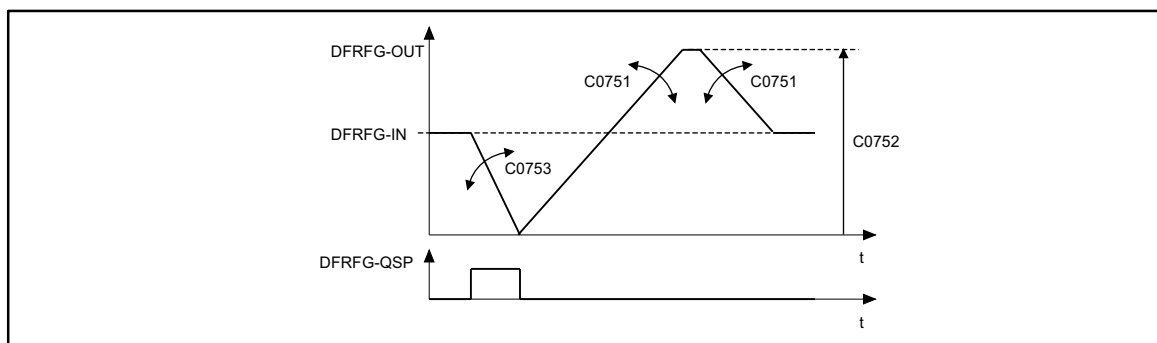 DFRFG-OUT
C0751
C0751
DFRFG-IN
C0752
C0753
t
DFRFG-QSP
t